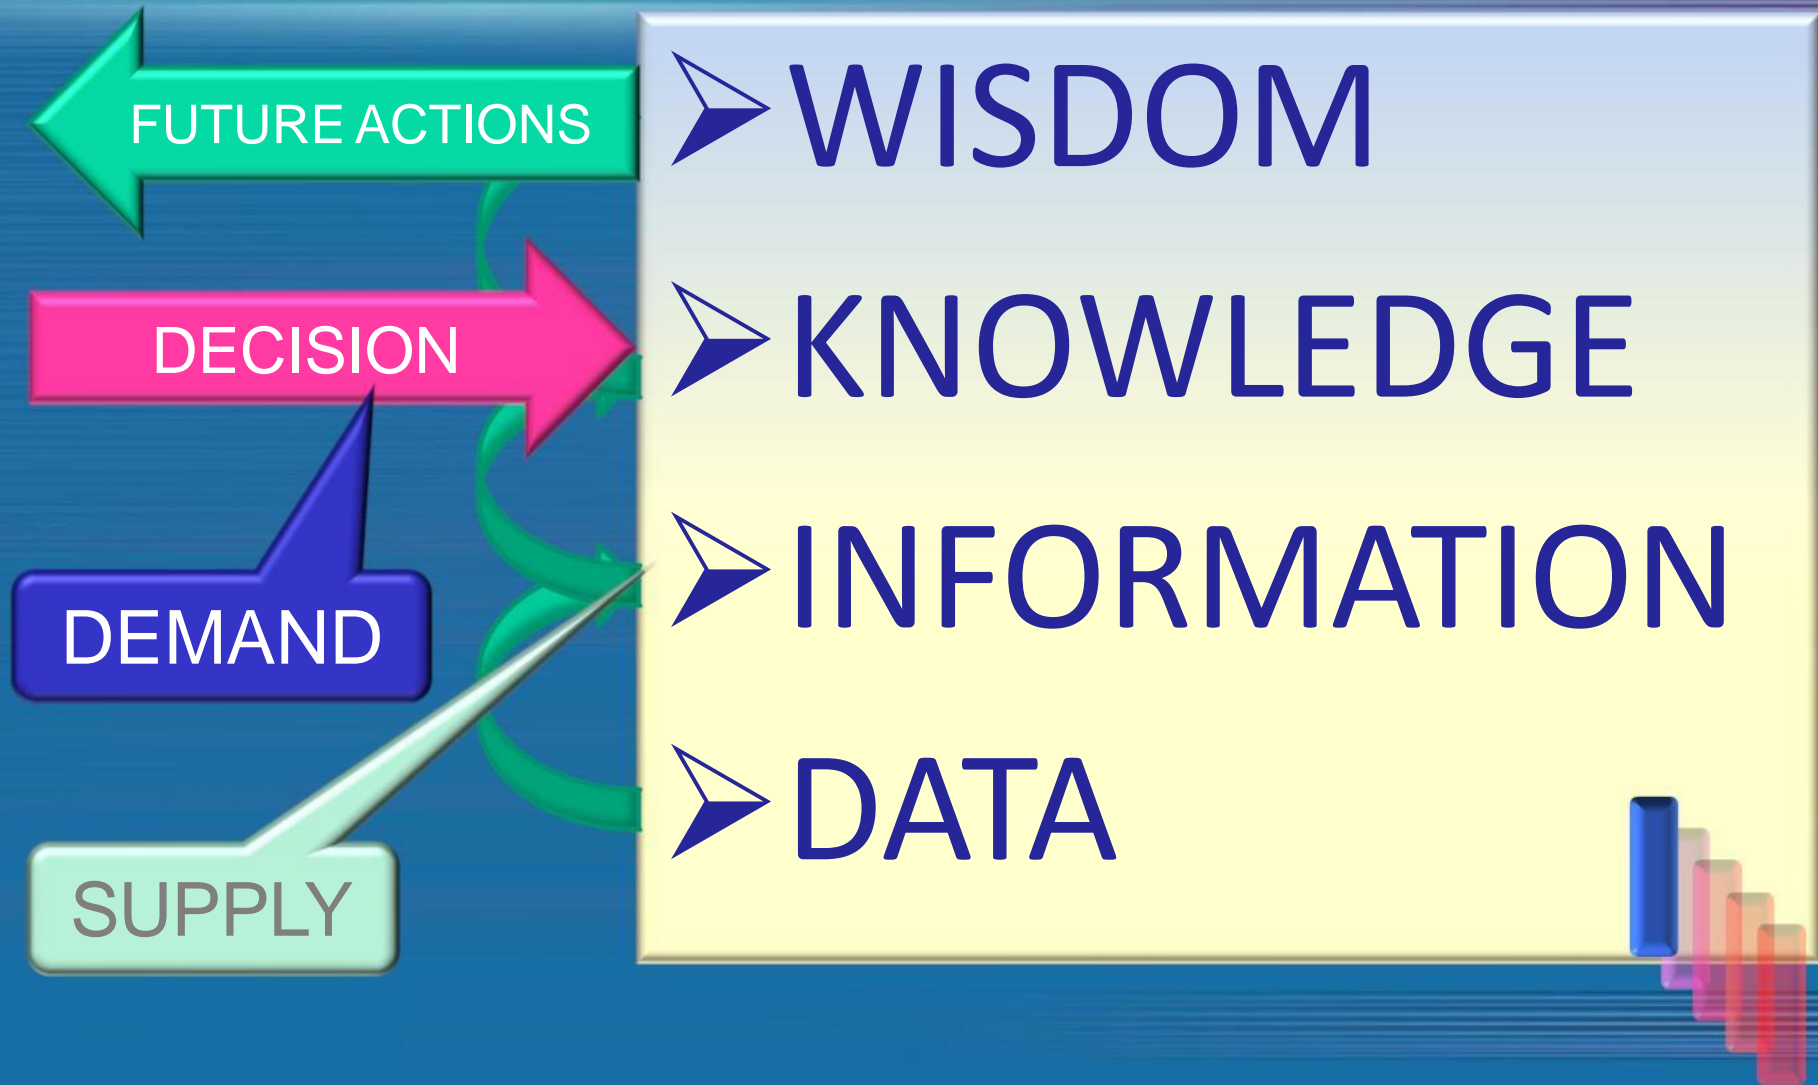 FUTURE ACTIONS
DECISION
DEMAND
SUPPLY
WISDOM
KNOWLEDGE
INFORMATION
DATA